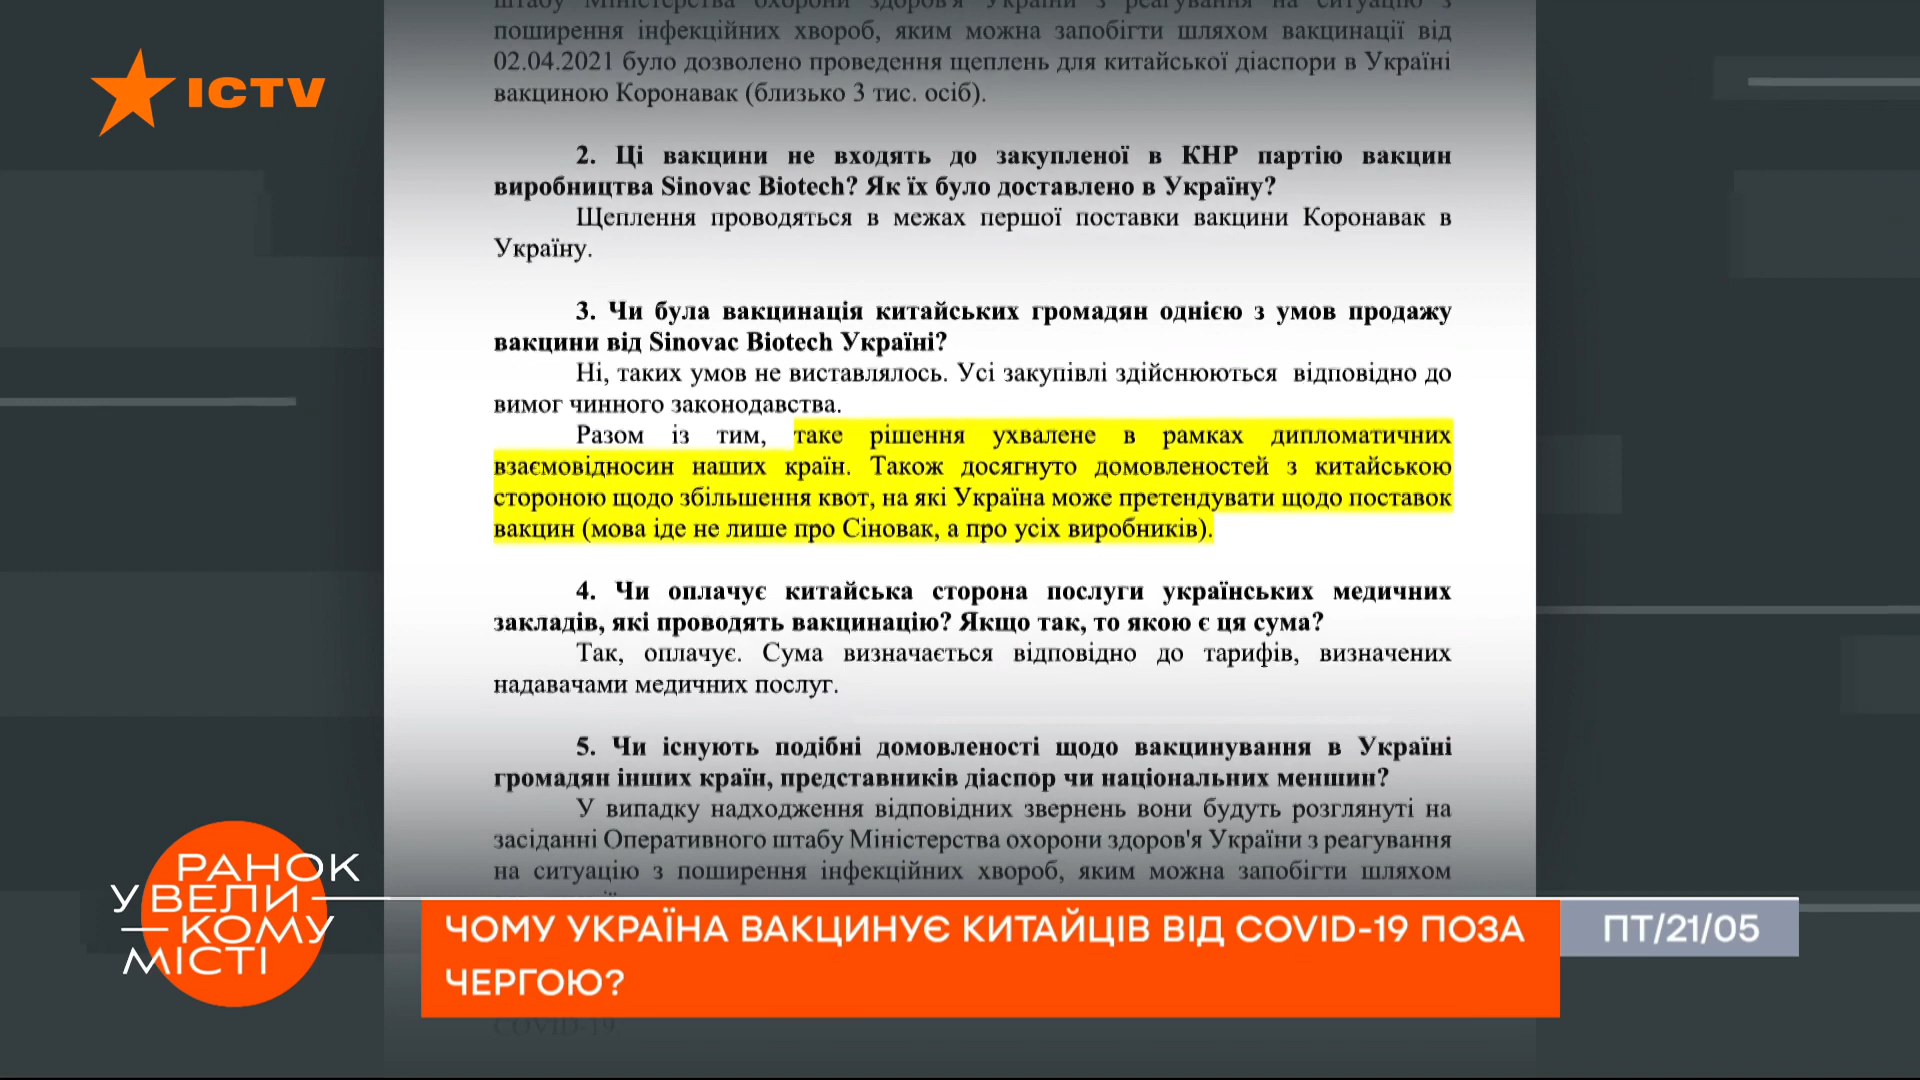 штабу Міністерства охорони здоров'я України з реагування на ситуацію з
поширення інфекційних хвороб, яким можна запобігти шляхом вакцинації від
02.04.2021 було дозволено проведення щеплень для китайської діаспори в Україні
вакциною Коронавак (близько 3 тис. осіб).
2. Ці вакцини не входять до закупленої в КНР партію вакцин
виробництва Sinovac Biotech? Як їх було доставлено в Україну?
Щеплення проводяться в межах першої поставки вакцини Коронавак в
Україну.
3. Чи була вакцинація китайських громадян однією з умов продажу
вакцини від Sinovac Biotech Україні?
Ні, таких умов не виставлялось. Усі закупівлі здійснюються відповідно до
вимог чинного законодавства.
Разом із тим, таке рішення ухвалене в рамках дипломатичних
взаємовідносин наших країн. Також досягнуто домовленостей з китайською
стороною щодо збільшення квот, на які Україна може претендувати щодо поставок
вакцин (мова іде не лише про Сіновак, а про усіх виробників).
4. Чи оплачує китайська сторона послуги українських медичних
закладів, які проводять вакцинацію? Якщо так, то якою є ця сума?
Так, оплачує. Сума визначається відповідно до тарифів, визначених
надавачами медичних послуг.
5. Чи існують подібні домовленості щодо вакцинування в Україні
громадян інших країн, представників діаспор чи національних меншин?
У випадку надходження відповідних звернень вони будуть розглянуті на
засіданні Оперативного штабу Міністерства охорони здоров'я України з реагування
на ситуацію з поширення інфекційних хвороб, яким можна запобігти шляхом
COVID-19
ICTV
РАНОК
У ВЕЛИ
КОМУ
МІСТІ
ЧОМУ УКРАЇНА ВАКЦИНУЄ КИТАЙЦІВ ВІД COVID-19 ПОЗА
ЧЕРГОЮ?
ПТ/21/05